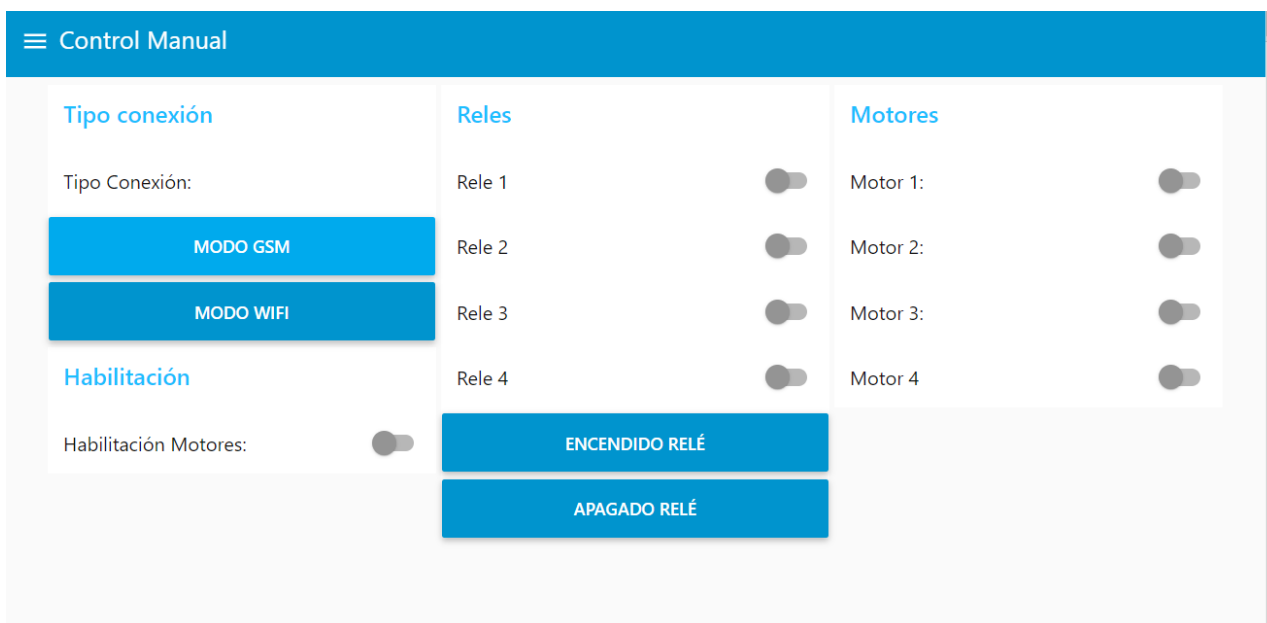 Control Manual
Tipo conexión
Tipo Conexión:
MODO GSM
MODO WIFI
Habilitación
Habilitación Motores:
Reles
Rele 1
Rele 2
Rele 3
Rele 4
ENCENDIDO RELÉ
APAGADO RELÉ
Motores
Motor 1:
Motor 2:
Motor 3:
Motor 4